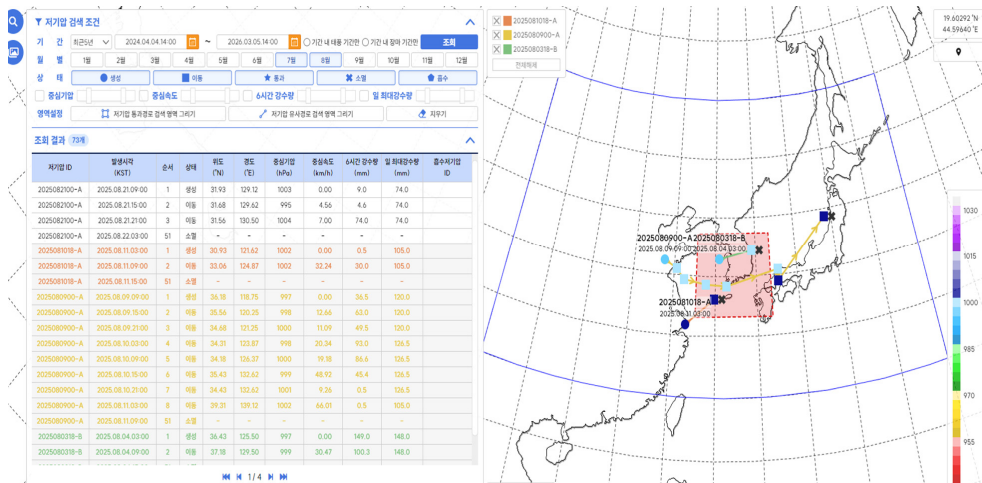 저기압 검색 조건
기 간 최근5년 2024.04.04.14:00 ~ 2026.03.05.14:00 기간 내 태풍 기간만 기간 내 장마 기간만 조회
월 별 1월 2월 3월 4월 5월 6월 7월 8월 9월 10월 11월 12월
상 태 생성 이동 통과 소멸 흡수
중심기압 중심속도 6시간 강수량 일 최대강수량
영역설정 저기압 통과경로 검색 영역 그리기 저기압 유사경로 검색 영역 그리기 지우기
조회 결과 73개
저기압 ID 발생시각 (KST) 순서 상태 위도 (°N) 경도 (°E) 중심기압 (hPa) 중심속도 (km/h) 6시간 강수량 (mm) 일 최대강수량 (mm) 흡수저기압 ID
2025082100-A 2025.08.21.09:00 1 생성 31.93 129.12 1003 0.00 9.0 74.0
2025082100-A 2025.08.21.15:00 2 이동 31.68 129.62 995 4.56 4.6 74.0
2025082100-A 2025.08.21.21:00 3 이동 31.56 130.50 1004 7.00 74.0 74.0
2025082100-A 2025.08.22.03:00 51 소멸 - - - - - -
2025081018-A 2025.08.11.03:00 1 생성 30.93 121.62 1002 0.00 0.5 105.0
2025081018-A 2025.08.11.09:00 2 이동 33.06 124.87 1002 32.24 30.0 105.0
2025081018-A 2025.08.11.15:00 51 소멸 - - - - - -
2025080900-A 2025.08.09.09:00 1 생성 36.18 118.75 997 0.00 36.5 120.0
2025080900-A 2025.08.09.15:00 2 이동 35.56 120.25 998 12.66 63.0 120.0
2025080900-A 2025.08.09.21:00 3 이동 34.68 121.25 1000 11.09 49.5 120.0
2025080900-A 2025.08.10.03:00 4 이동 34.31 123.87 998 20.34 93.0 126.5
2025080900-A 2025.08.10.09:00 5 이동 34.18 126.37 1000 19.18 86.6 126.5
2025080900-A 2025.08.10.15:00 6 이동 35.43 132.62 999 48.92 45.4 126.5
2025080900-A 2025.08.10.21:00 7 이동 34.43 132.62 1001 9.26 0.5 126.5
2025080900-A 2025.08.11.03:00 8 이동 39.31 139.12 1002 66.01 0.5 105.0
2025080900-A 2025.08.11.09:00 51 소멸 - - - - - -
2025080318-B 2025.08.04.03:00 1 생성 36.43 125.50 997 0.00 149.0 148.0
2025080318-B 2025.08.04.09:00 2 이동 37.18 129.50 999 30.47 100.3 148.0
1 / 4
2025081018-A
2025080900-A
2025080318-B
전체해제
19.60292 °N
44.59640 °E
2025080900-A 2025080318-B
2025.08.09.09:00 2025.08.04.03:00
2025081018-A
2025.08.11.03:00
1030
1015
1000
985
970
955